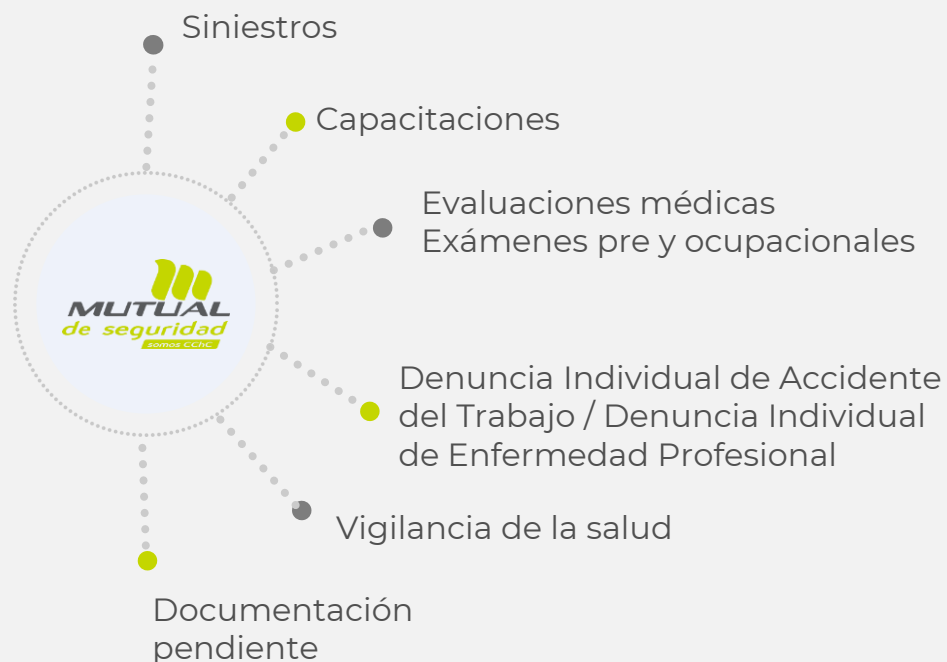 Siniestros
Capacitaciones
Evaluaciones médicas
Exámenes pre y ocupacionales
MUTUAL
de seguridad
somos CChC
Denuncia Individual de Accidente
del Trabajo / Denuncia Individual
de Enfermedad Profesional
Vigilancia de la salud
Documentación
pendiente